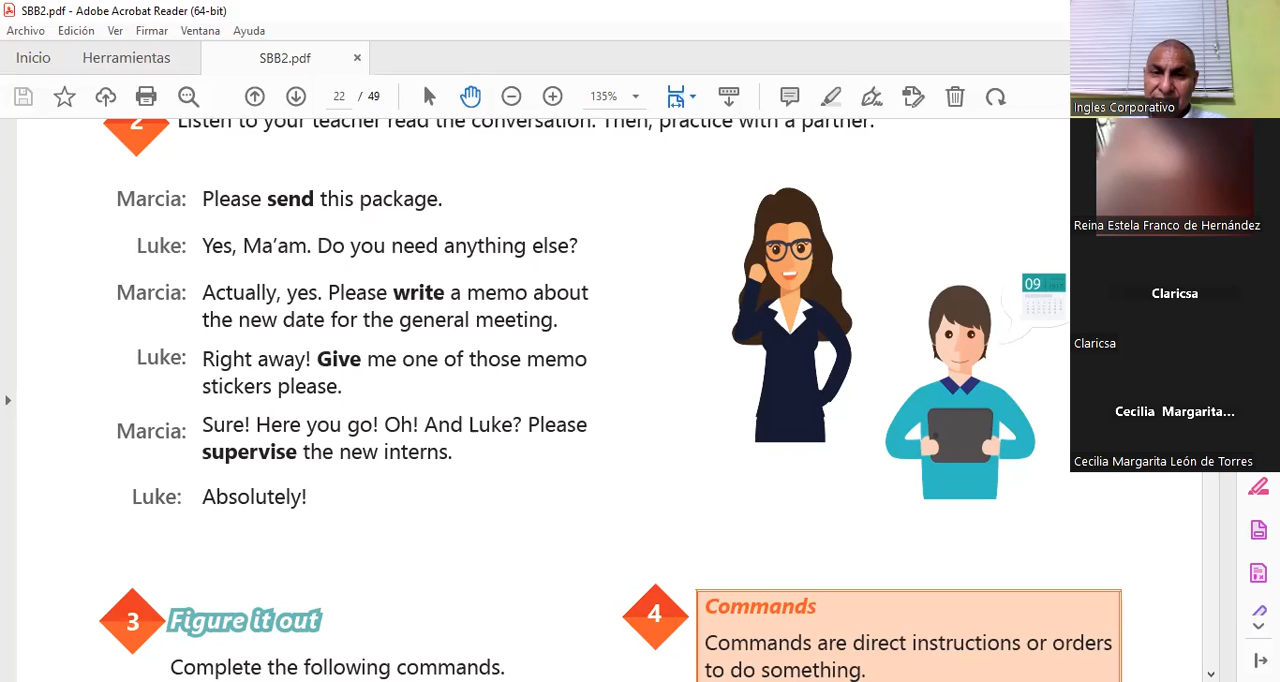 SBB2.pdf - Adobe Acrobat Reader (64-bit)
Archivo Edición Ver Firmar Ventana Ayuda
Inicio Herramientas SBB2.pdf ×
22 / 49 135%
Ingles Corporativo
2 Listen to your teacher read the conversation. Then, practice with a partner.
Marcia: Please send this package.
Luke: Yes, Ma’am. Do you need anything else?
Marcia: Actually, yes. Please write a memo about
the new date for the general meeting.
Luke: Right away! Give me one of those memo
stickers please.
Marcia: Sure! Here you go! Oh! And Luke? Please
supervise the new interns.
Luke: Absolutely!
09
Reina Estela Franco de Hernández
Claricsa
Claricsa
Cecilia Margarita...
Cecilia Margarita León de Torres
3 Figure it out
Complete the following commands.
4 Commands
Commands are direct instructions or orders
to do something.